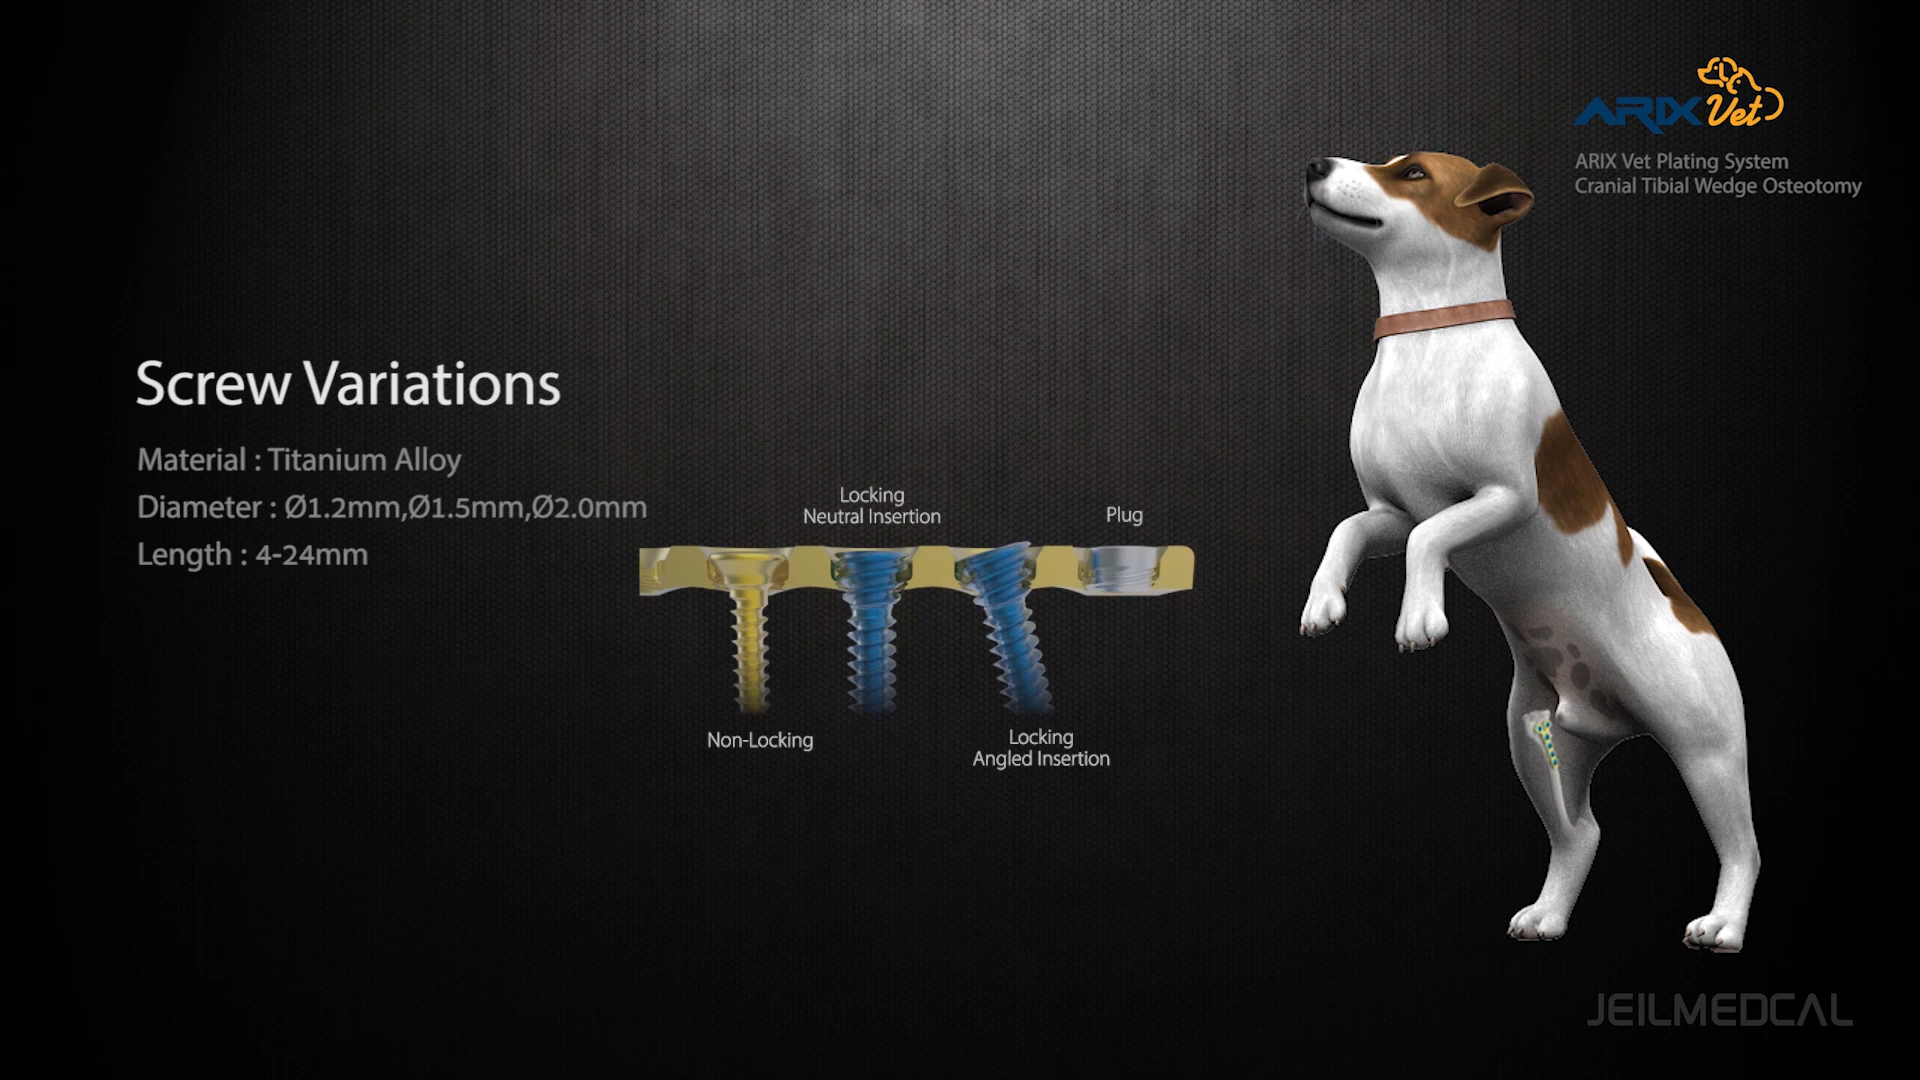 ARIX Vet
ARIX Vet Plating System
Cranial Tibial Wedge Osteotomy
Screw Variations
Material : Titanium Alloy
Diameter : Ø1.2mm,Ø1.5mm,Ø2.0mm
Length : 4-24mm
Locking
Neutral Insertion
Plug
Non-Locking
Locking
Angled Insertion
JEILMEDCAL